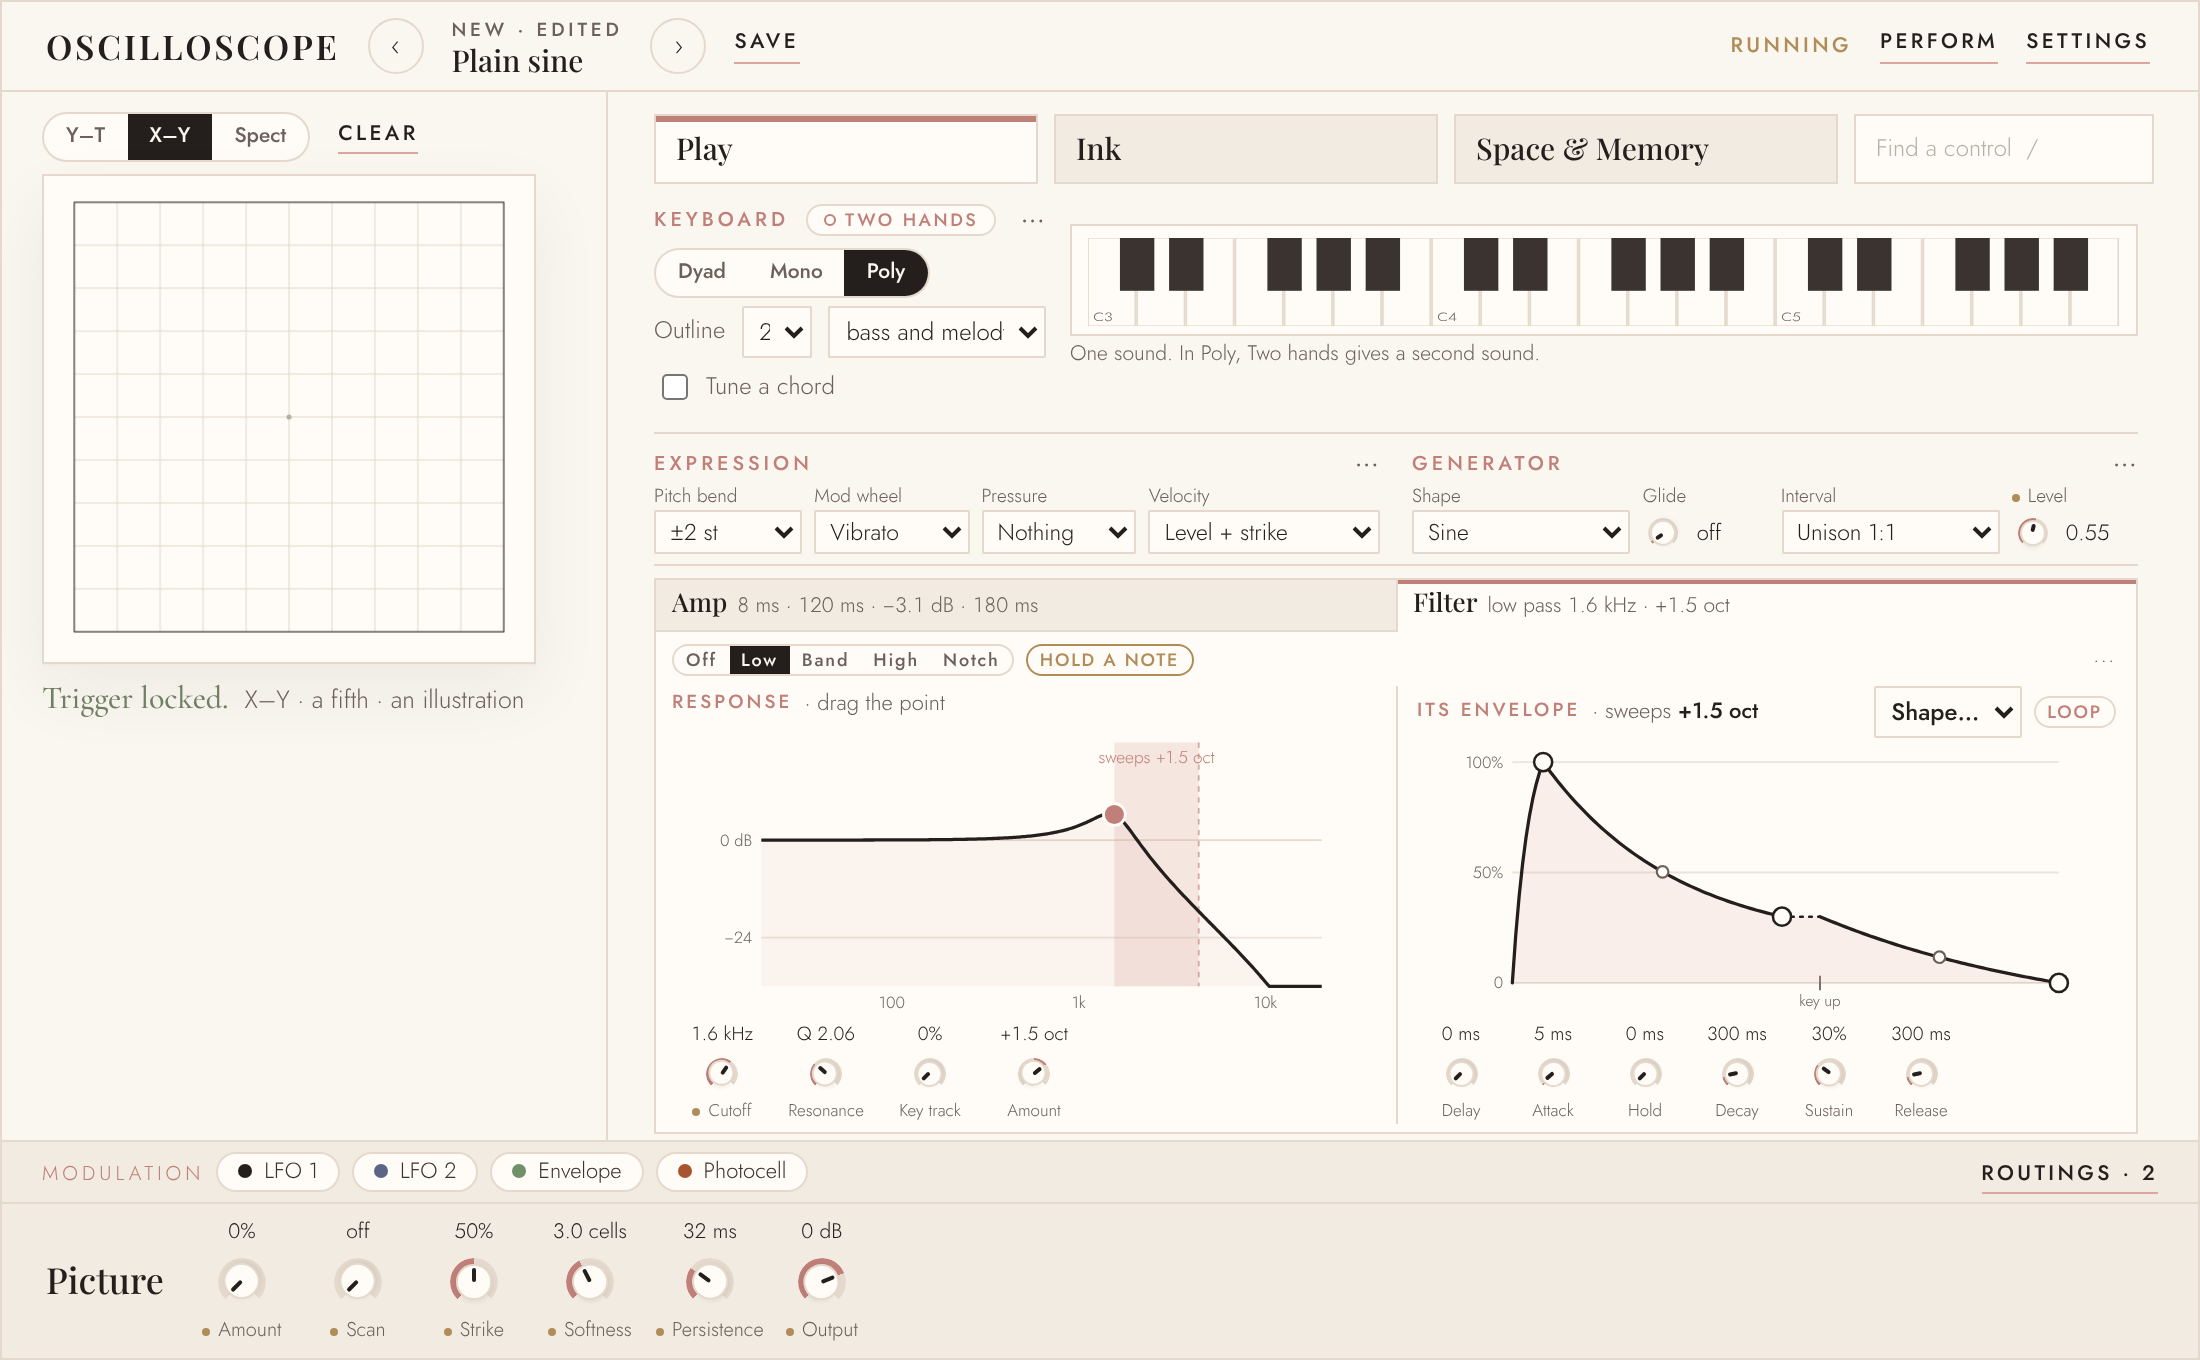 OSCILLOSCOPE
‹
NEW · EDITED
Plain sine
›
SAVE
RUNNING
PERFORM
SETTINGS
Y–T
X–Y
Spect
CLEAR
Trigger locked. X–Y · a fifth · an illustration
Play
Ink
Space & Memory
Find a control /
KEYBOARD
TWO HANDS
...
Dyad
Mono
Poly
Outline
2
bass and melod
Tune a chord
C3
C4
C5
One sound. In Poly, Two hands gives a second sound.
EXPRESSION
...
Pitch bend
Mod wheel
Pressure
Velocity
±2 st
Vibrato
Nothing
Level + strike
GENERATOR
...
Shape
Glide
Interval
Level
Sine
off
Unison 1:1
0.55
Amp 8 ms · 120 ms · −3.1 dB · 180 ms
Filter low pass 1.6 kHz · +1.5 oct
Off
Low
Band
High
Notch
HOLD A NOTE
...
RESPONSE · drag the point
sweeps +1.5 oct
0 dB
−24
100
1k
10k
1.6 kHz
Q 2.06
0%
+1.5 oct
Cutoff
Resonance
Key track
Amount
ITS ENVELOPE · sweeps +1.5 oct
Shape...
LOOP
100%
50%
0
key up
0 ms
5 ms
0 ms
300 ms
30%
300 ms
Delay
Attack
Hold
Decay
Sustain
Release
MODULATION
LFO 1
LFO 2
Envelope
Photocell
ROUTINGS · 2
Picture
0%
off
50%
3.0 cells
32 ms
0 dB
Amount
Scan
Strike
Softness
Persistence
Output